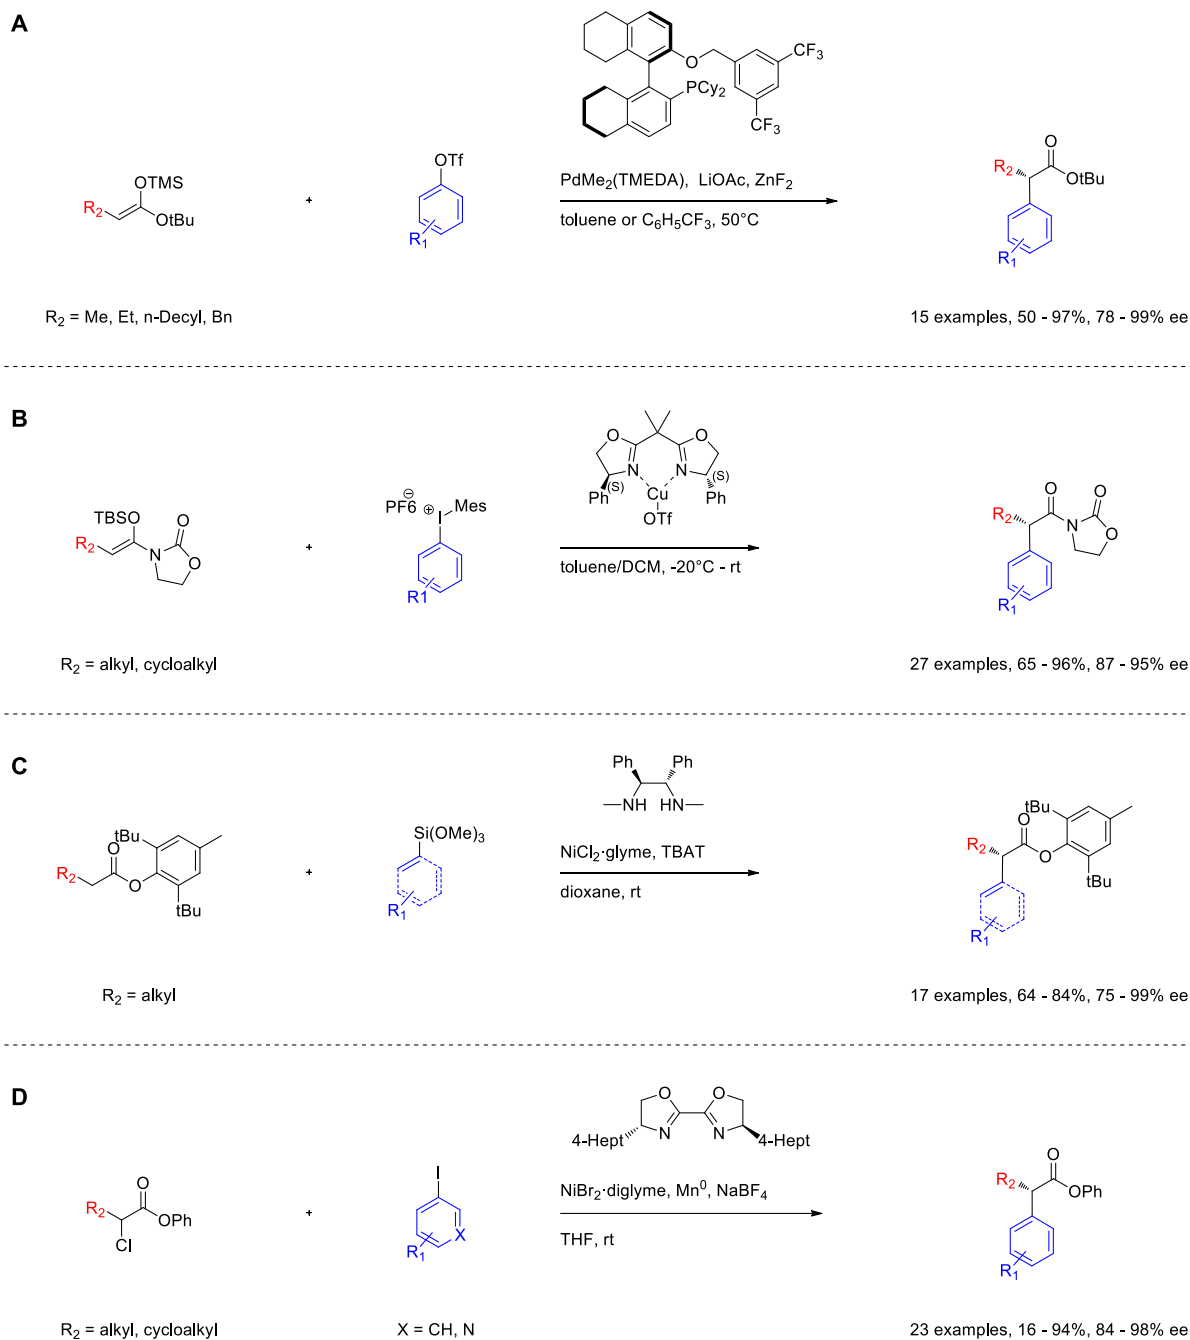 A
O
CF3
PCy2
CF3
OTMS
R2
OtBu
+
OTf
R1
PdMe2(TMEDA), LiOAc, ZnF2
toluene or C6H5CF3, 50°C
O
R2
OtBu
R1
R2 = Me, Et, n-Decyl, Bn
15 examples, 50 - 97%, 78 - 99% ee
B
O
O
N
N
(S)
(S)
Ph
Ph
Cu
OTf
TBSO
O
R2
N
O
+
PF6 ⊖
⊕
I
Mes
R1
toluene/DCM, -20°C - rt
O
O
R2
N
O
R1
R2 = alkyl, cycloalkyl
27 examples, 65 - 96%, 87 - 95% ee
C
Ph
Ph
NH
HN
tBu
O
R2
O
tBu
+
Si(OMe)3
R1
NiCl2·glyme, TBAT
dioxane, rt
tBu
O
R2
O
tBu
R1
R2 = alkyl
17 examples, 64 - 84%, 75 - 99% ee
D
O
O
4-Hept
N
N
4-Hept
O
R2
OPh
Cl
+
I
X
R1
NiBr2·diglyme, Mn0, NaBF4
THF, rt
O
R2
OPh
R1
R2 = alkyl, cycloalkyl
X = CH, N
23 examples, 16 - 94%, 84 - 98% ee